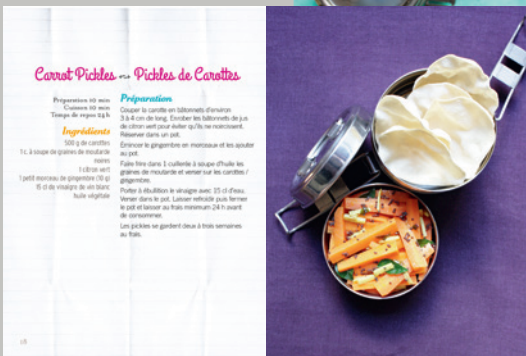 Carrot Pickles ou Pickles de Carottes
Préparation 10 min
Cuisson 10 min
Temps de repos 24 h
Ingrédients
500 g de carottes
1 c. à soupe de graines de moutarde
noires
1 citron vert
1 petit morceau de gingembre (10 g)
15 cl de vinaigre de vin blanc
huile végétale
Préparation
Couper la carotte en bâtonnets d'environ
3 à 4 cm de long. Enrober les bâtonnets de jus
de citron vert pour éviter qu'ils ne noircissent.
Réserver dans un pot.
Émincer le gingembre en morceaux et les ajouter
au pot.
Faire frire dans 1 cuillerée à soupe d'huile les
graines de moutarde et verser sur les carottes /
gingembre.
Porter à ébullition le vinaigre avec 15 cl d'eau.
Verser dans le pot. Laisser refroidir puis fermer
le pot et laisser au frais minimum 24 h avant
de consommer.
Les pickles se gardent deux à trois semaines
au frais.